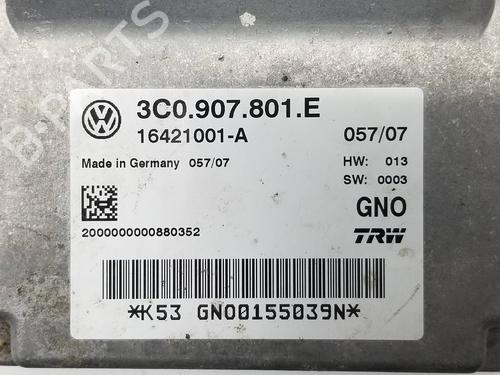 B-PARTS
3C0.907.801.E
16421001-A
057/07
Made in Germany 057/07
HW: 013
SW: 0003
GNO
2000000000880352
TRW
*K53 GNO0155039N*